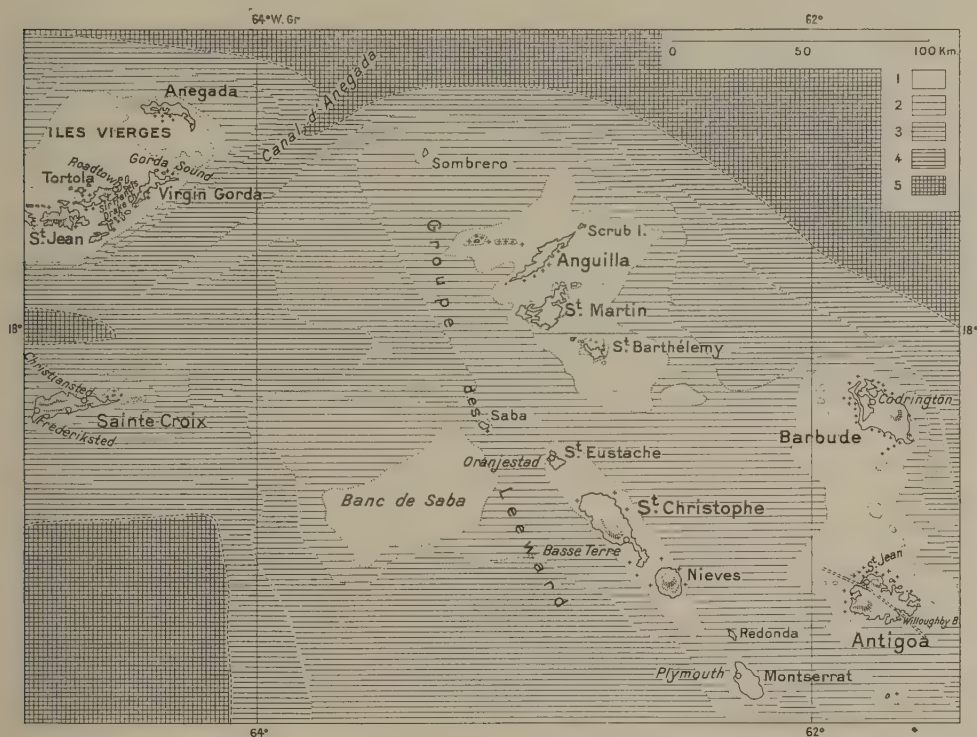 64° W. Gr.
62°
0 50 100 Km.
1
2
3
4
5
Anegada
ILES VIERGES
Canal d'Anegada
Gorda Sound
Roadtown
Tortola
Virgin Gorda
St. Jean
Sombrero
Scrub I.
Anguilla
St. Martin
St. Barthélemy
18°
18°
Christiansted
Sainte-Croix
Frederiksted
Groupe des Leeward
Saba
St. Eustache
Oranjestad
Banc de Saba
St. Christophe
Basse Terre
Nieves
Codrington
Barbude
St. Jean
Willoughby B.
Antigoa
Redonda
Plymouth
Montserrat
64°
62°